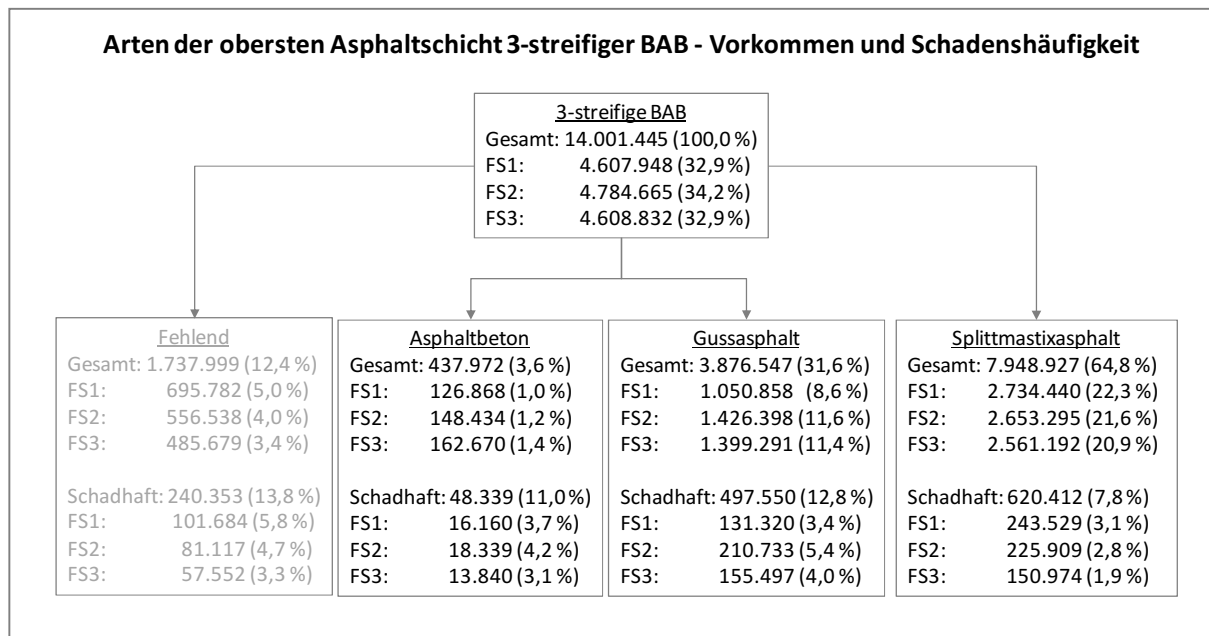 Arten der obersten Asphaltschicht 3-streifiger BAB - Vorkommen und Schadenshäufigkeit
3-streifige BAB
Gesamt: 14.001.445 (100,0 %)
FS1: 4.607.948 (32,9 %)
FS2: 4.784.665 (34,2 %)
FS3: 4.608.832 (32,9 %)
Fehlend
Gesamt: 1.737.999 (12,4 %)
FS1: 695.782 (5,0 %)
FS2: 556.538 (4,0 %)
FS3: 485.679 (3,4 %)
Schadhaft: 240.353 (13,8 %)
FS1: 101.684 (5,8 %)
FS2: 81.117 (4,7 %)
FS3: 57.552 (3,3 %)
Asphaltbeton
Gesamt: 437.972 (3,6 %)
FS1: 126.868 (1,0 %)
FS2: 148.434 (1,2 %)
FS3: 162.670 (1,4 %)
Schadhaft: 48.339 (11,0 %)
FS1: 16.160 (3,7 %)
FS2: 18.339 (4,2 %)
FS3: 13.840 (3,1 %)
Gussasphalt
Gesamt: 3.876.547 (31,6 %)
FS1: 1.050.858 (8,6 %)
FS2: 1.426.398 (11,6 %)
FS3: 1.399.291 (11,4 %)
Schadhaft: 497.550 (12,8 %)
FS1: 131.320 (3,4 %)
FS2: 210.733 (5,4 %)
FS3: 155.497 (4,0 %)
Splittmastixasphalt
Gesamt: 7.948.927 (64,8 %)
FS1: 2.734.440 (22,3 %)
FS2: 2.653.295 (21,6 %)
FS3: 2.561.192 (20,9 %)
Schadhaft: 620.412 (7,8 %)
FS1: 243.529 (3,1 %)
FS2: 225.909 (2,8 %)
FS3: 150.974 (1,9 %)